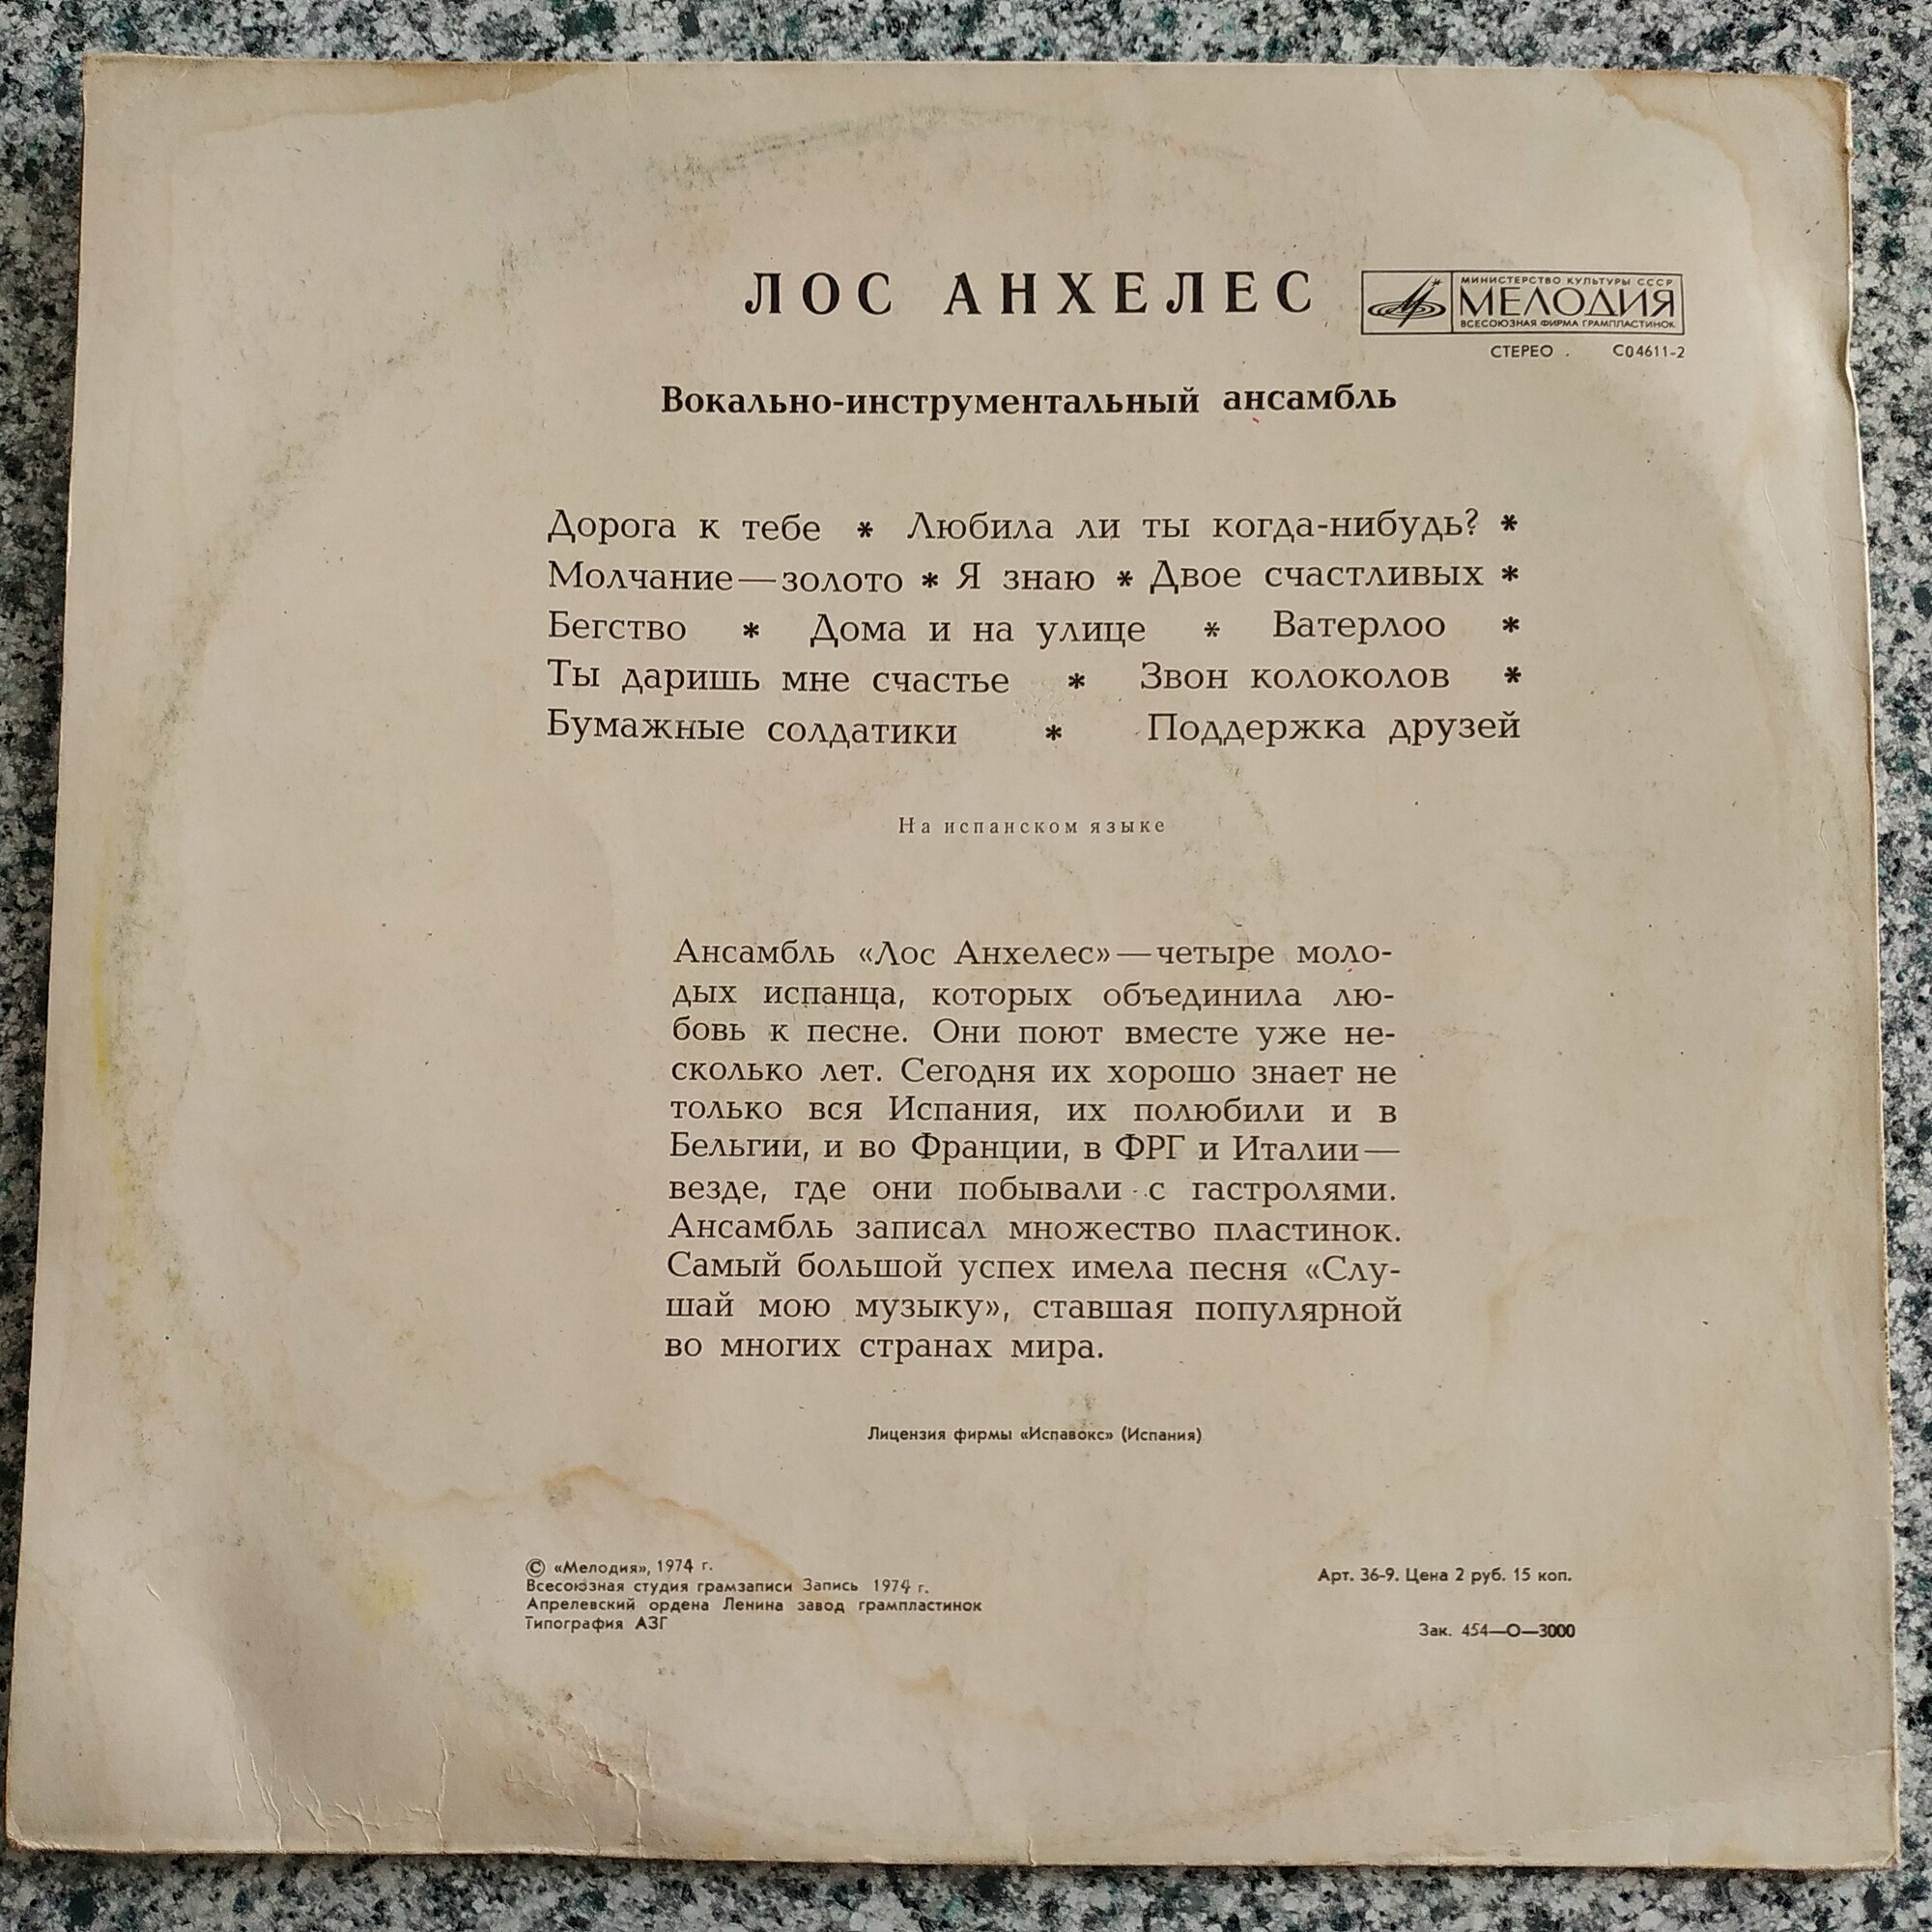 ЛОС АНХЕЛЕС
МИНИСТЕРСТВО КУЛЬТУРЫ СССР
МЕЛОДИЯ
ВСЕСОЮЗНАЯ ФИРМА ГРАМПЛАСТИНОК
СТЕРЕО . С04611-2
Вокально-инструментальный ансамбль
Дорога к тебе * Любила ли ты когда-нибудь? *
Молчание—золото * Я знаю * Двое счастливых *
Бегство * Дома и на улице * Ватерлоо *
Ты даришь мне счастье * Звон колоколов *
Бумажные солдатики * Поддержка друзей
На испанском языке
Ансамбль «Лос Анхелес»—четыре моло-
дых испанца, которых объединила лю-
бовь к песне. Они поют вместе уже не-
сколько лет. Сегодня их хорошо знает не
только вся Испания, их полюбили и в
Бельгии, и во Франции, в ФРГ и Италии—
везде, где они побывали с гастролями.
Ансамбль записал множество пластинок.
Самый большой успех имела песня «Слу-
шай мою музыку», ставшая популярной
во многих странах мира.
Лицензия фирмы «Испавокс» (Испания)
© «Мелодия», 1974 г.
Всесоюзная студия грамзаписи Запись 1974 г.
Апрелевский ордена Ленина завод грампластинок
Типография АЗГ
Арт. 36-9. Цена 2 руб. 15 коп.
Зак. 454—О—3000